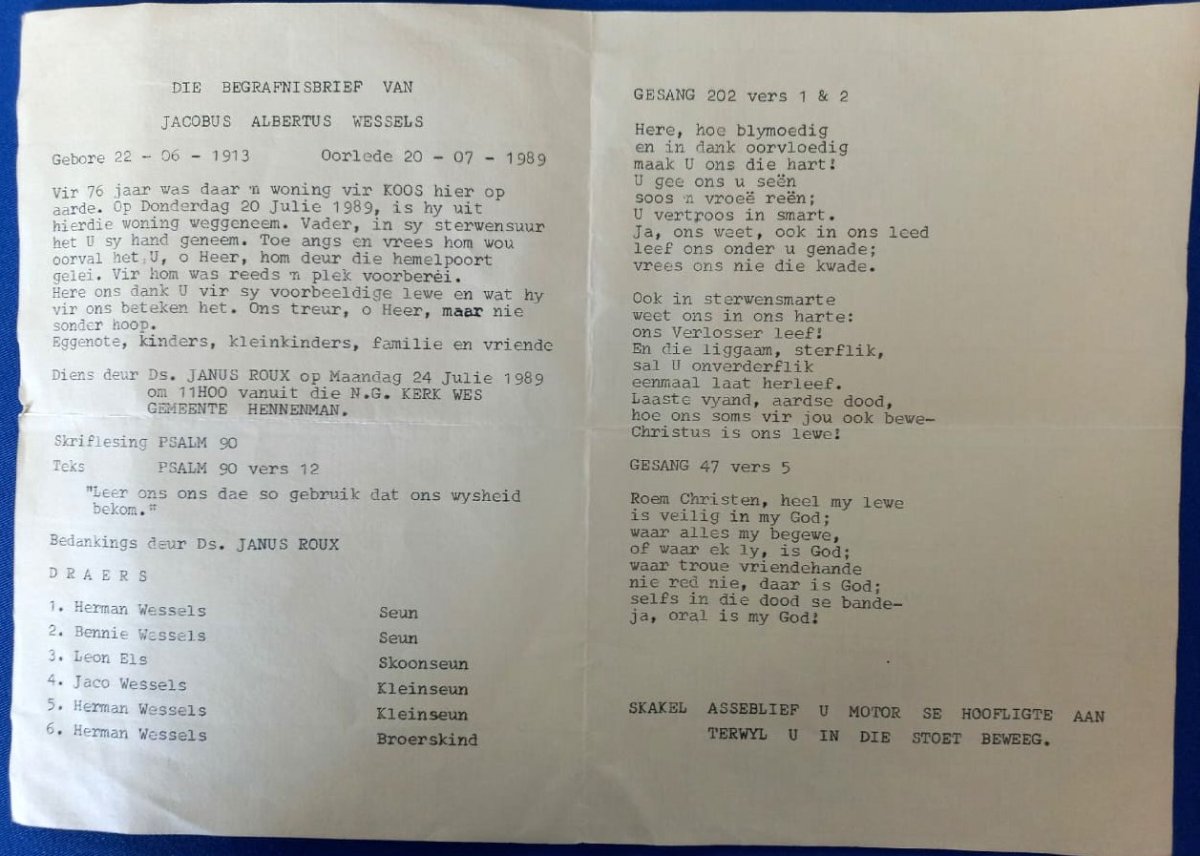 DIE BEGRAFNISBRIEF VAN
JACOBUS ALBERTUS WESSELS
Gebore 22 - 06 - 1913 Oorlede 20 - 07 - 1989
Vir 76 jaar was daar 'n woning vir KOOS hier op
aarde. Op Donderdag 20 Julie 1989, is hy uit
hierdie woning weggeneem. Vader, in sy sterwensuur
het U sy hand geneem. Toe angs en vrees hom wou
oorval het U, o Heer, hom deur die hemelpoort
gelei. Vir hom was reeds 'n plek voorberéi.
Here ons dank U vir sy voorbeeldige lewe en wat hy
vir ons beteken het. Ons treur, o Heer, maar nie
sonder hoop.
Eggenote, kinders, kleinkinders, familie en vriende
Diens deur Ds. JANUS ROUX op Maandag 24 Julie 1989
om 11H00 vanuit die N.G. KERK WES
GEMEENTE HENNENMAN.
Skriflesing PSALM 90
Teks PSALM 90 vers 12
"Leer ons ons dae so gebruik dat ons wysheid
bekom."
Bedankings deur Ds. JANUS ROUX
D R A E R S
1. Herman Wessels Seun
2. Bennie Wessels Seun
3. Leon Els Skoonseun
4. Jaco Wessels Kleinseun
5. Herman Wessels Kleinseun
6. Herman Wessels Broerskind
GESANG 202 vers 1 & 2
Here, hoe blymoedig
en in dank oorvloedig
maak U ons die hart!
U gee ons u seën
soos 'n vroeë reën;
U vertroos in smart.
Ja, ons weet, ook in ons leed
leef ons onder u genade;
vrees ons nie die kwade.
Ook in sterwensmarte
weet ons in ons harte:
ons Verlosser leef!
En die liggaam, sterflik,
sal U onverderflik
eenmaal laat herleef.
Laaste vyand, aardse dood,
hoe ons soms vir jou ook bewe-
Christus is ons lewe!
GESANG 47 vers 5
Roem Christen, heel my lewe
is veilig in my God;
waar alles my begewe,
of waar ek ly, is God;
waar troue vriendehande
nie red nie, daar is God;
selfs in die dood se bande-
ja, oral is my God!
SKAKEL ASSEBLIEF U MOTOR SE HOOFLIGTE AAN
TERWYL U IN DIE STOET BEWEEG.